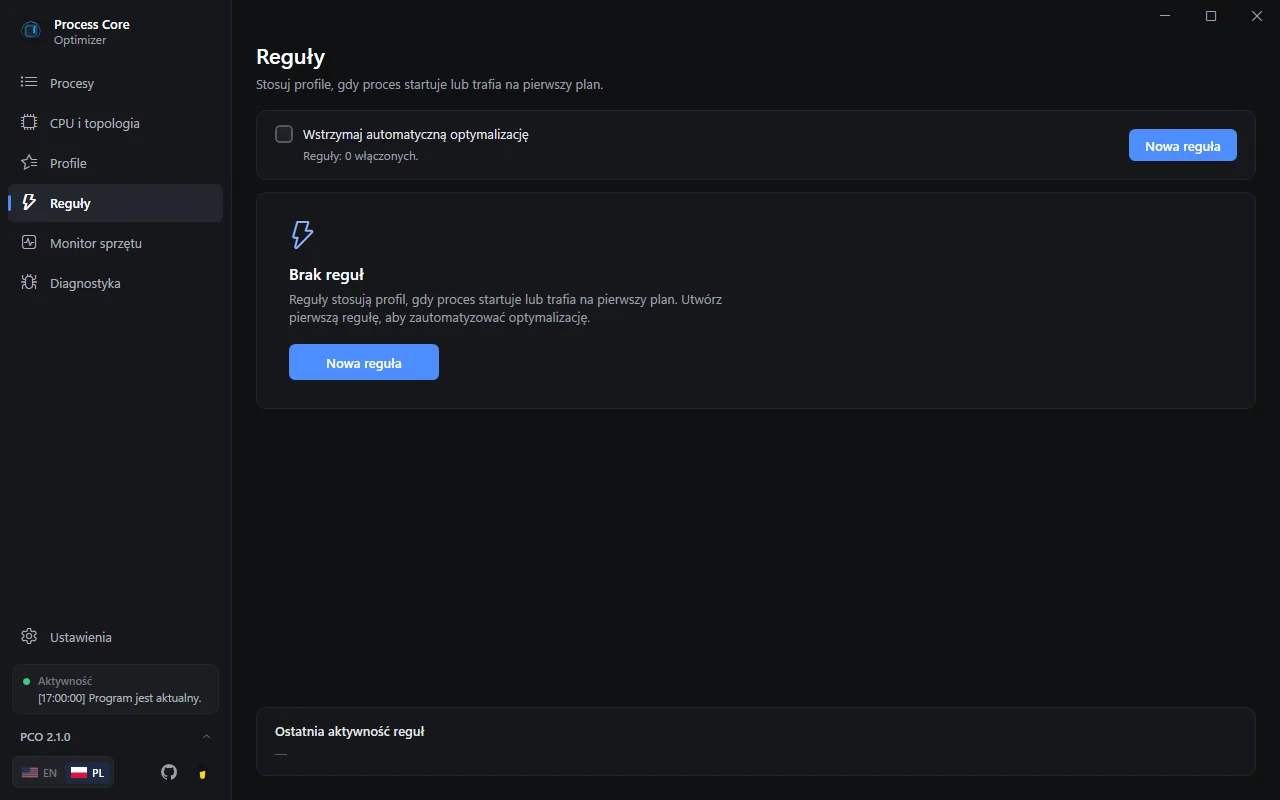 Process Core
Optimizer
Procesy
CPU i topologia
Profile
Reguły
Monitor sprzętu
Diagnostyka
Ustawienia
Aktywność
[17:00:00] Program jest aktualny.
PCO 2.1.0
EN
PL
Reguły
Stosuj profile, gdy proces startuje lub trafia na pierwszy plan.
Wstrzymaj automatyczną optymalizację
Reguły: 0 włączonych.
Nowa reguła
Brak reguł
Reguły stosują profil, gdy proces startuje lub trafia na pierwszy plan. Utwórz
pierwszą regułę, aby zautomatyzować optymalizację.
Nowa reguła
Ostatnia aktywność reguł
—